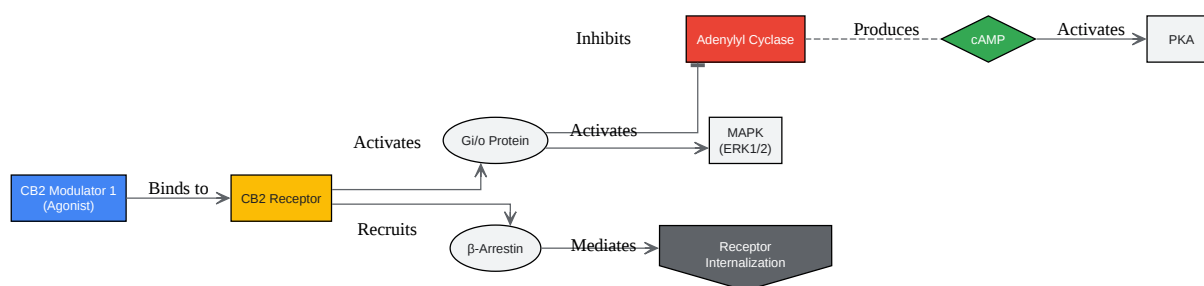 Inhibits
Adenylyl Cyclase
Produces
cAMP
Activates
PKA
Activates
Gi/o Protein
Activates
MAPK
(ERK1/2)
CB2 Modulator 1
(Agonist)
Binds to
CB2 Receptor
Recruits
β-Arrestin
Mediates
Receptor
Internalization